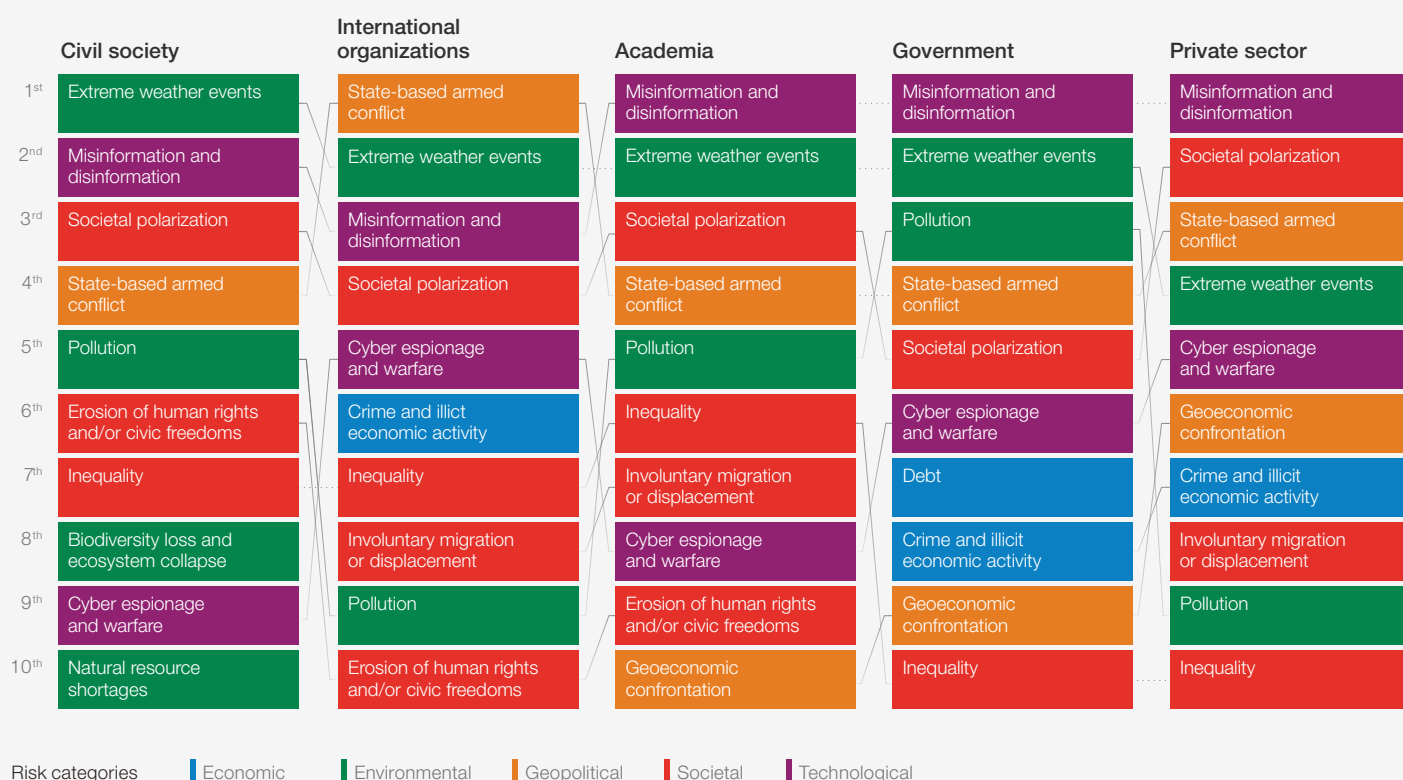 Civil society
International
organizations
Academia
Government
Private sector
1st
Extreme weather events
State-based armed
conflict
Misinformation and
disinformation
Misinformation and
disinformation
Misinformation and
disinformation
2nd
Misinformation and
disinformation
Extreme weather events
Extreme weather events
Extreme weather events
Societal polarization
3rd
Societal polarization
Misinformation and
disinformation
Societal polarization
Pollution
State-based armed
conflict
4th
State-based armed
conflict
Societal polarization
State-based armed
conflict
State-based armed
conflict
Extreme weather events
5th
Pollution
Cyber espionage
and warfare
Pollution
Societal polarization
Cyber espionage
and warfare
6th
Erosion of human rights
and/or civic freedoms
Crime and illict
economic activity
Inequality
Cyber espionage
and warfare
Geoeconomic
confrontation
7th
Inequality
Inequality
Involuntary migration
or displacement
Debt
Crime and illicit
economic activity
8th
Biodiversity loss and
ecosystem collapse
Involuntary migration
or displacement
Cyber espionage
and warfare
Crime and illicit
economic activity
Involuntary migration
or displacement
9th
Cyber espionage
and warfare
Pollution
Erosion of human rights
and/or civic freedoms
Geoeconomic
confrontation
Pollution
10th
Natural resource
shortages
Erosion of human rights
and/or civic freedoms
Geoeconomic
confrontation
Inequality
Inequality
Risk categories
Economic
Environmental
Geopolitical
Societal
Technological